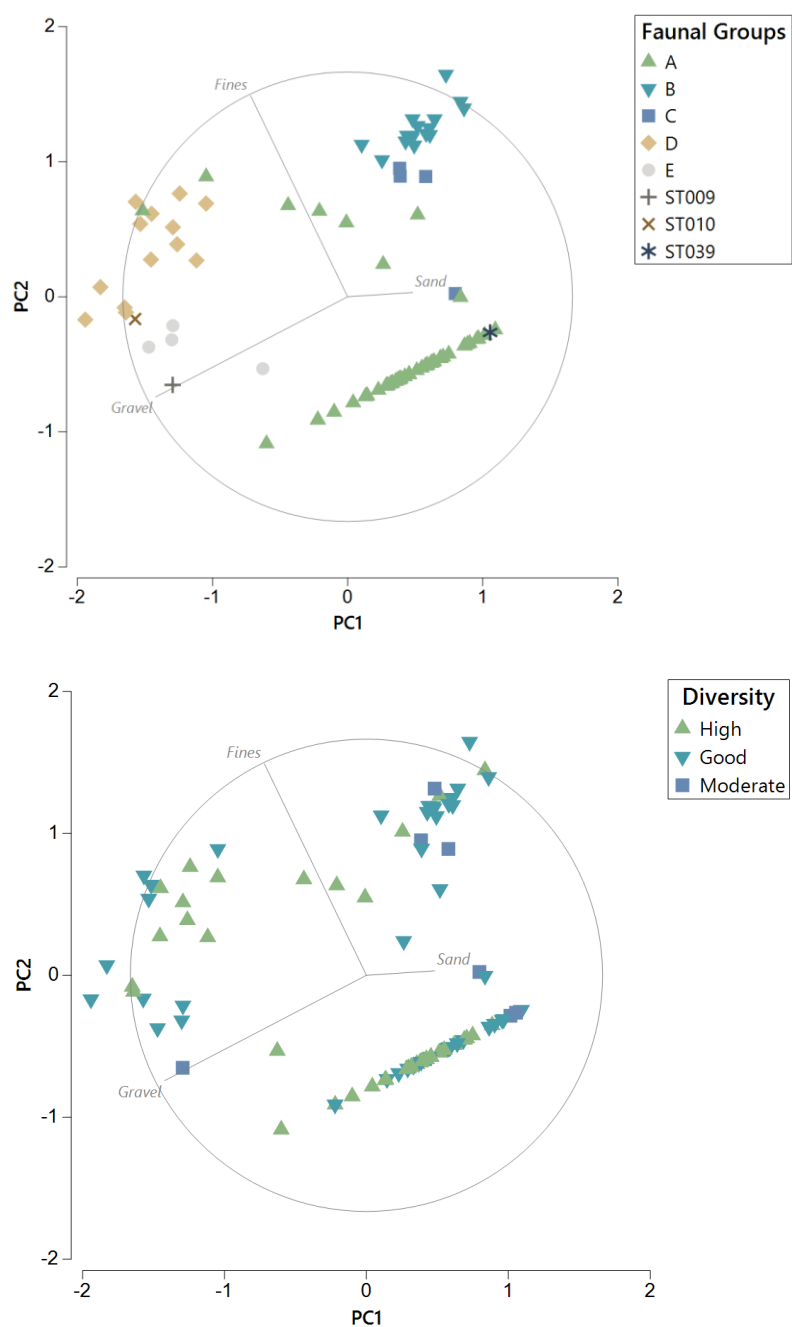 2
1
0
-1
-2
PC2
-2
-1
0
1
2
PC1
Fines
Sand
Gravel
Faunal Groups
A
B
C
D
E
ST009
ST010
ST039
2
1
0
-1
-2
PC2
-2
-1
0
1
2
PC1
Fines
Sand
Gravel
Diversity
High
Good
Moderate